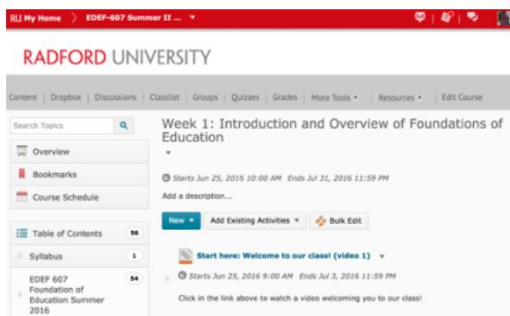 RU My Home > EDEF-607 Summer II ...
RADFORD UNIVERSITY
Content | Dropbox | Discussions | Classlist | Groups | Quizzes | Grades | More Tools | Resources | Edit Course
Search Topics
Overview
Bookmarks
Course Schedule
Table of Contents 56
Syllabus 1
EDEF 607 54
Foundation of
Education Summer
2016
Week 1: Introduction and Overview of Foundations of
Education
Starts Jun 25, 2016 10:00 AM Ends Jul 31, 2016 11:59 PM
Add a description...
New Add Existing Activities Bulk Edit
Start here: Welcome to our class! (video 1)
Starts Jun 25, 2016 9:00 AM Ends Jul 3, 2016 11:59 PM
Click in the link above to watch a video welcoming you to our class!